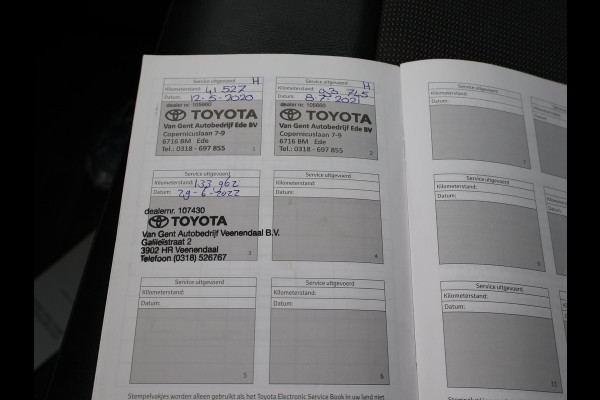 Service uitgevoerd H
Kilometerstand: 41 527
Datum: 12-5-2020
dealer nr. 105660
TOYOTA
Van Gent Autobedrijf Ede BV
Copernicuslaan 7-9
6716 BM Ede
Tel.: 0318 - 697 855
1
Service uitgevoerd H
Kilometerstand: 93 745
Datum: 8-7-2021
dealer nr. 105660
TOYOTA
Van Gent Autobedrijf Ede BV
Copernicuslaan 7-9
6716 BM Ede
Tel.: 0318 - 697 855
2
Service uitgevoerd
Kilometerstand: 133 962
Datum: 29-6-2022
dealernr. 107430
TOYOTA
Van Gent Autobedrijf Veenendaal B.V.
Galileïstraat 2
3902 HR Veenendaal
Telefoon (0318) 526767
3
Service uitgevoerd
Kilometerstand:
Datum:
4
Service uitgevoerd
Kilometerstand:
Datum:
5
Service uitgevoerd
Kilometerstand:
Datum:
6
Stempelvakjes worden alleen gebruikt als het Toyota Electronic Service Book in uw land niet
Service uitgevoerd
Kilometerstand:
Datum:
7
Service uitgevoerd
Kilometerstand:
Datum:
9
Service uitgevoerd
Kilometerstand:
Datum:
11